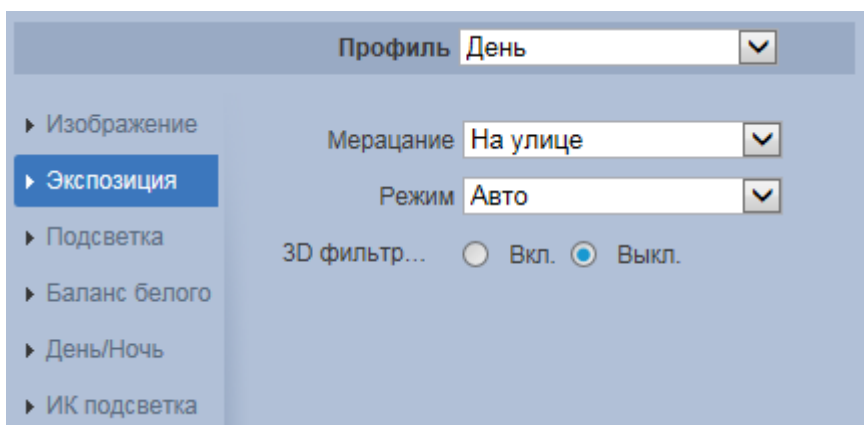 Профиль День
Изображение
Мерацание На улице
Экспозиция
Режим Авто
Подсветка
3D фильтр... Вкл. Выкл.
Баланс белого
День/Ночь
ИК подсветка